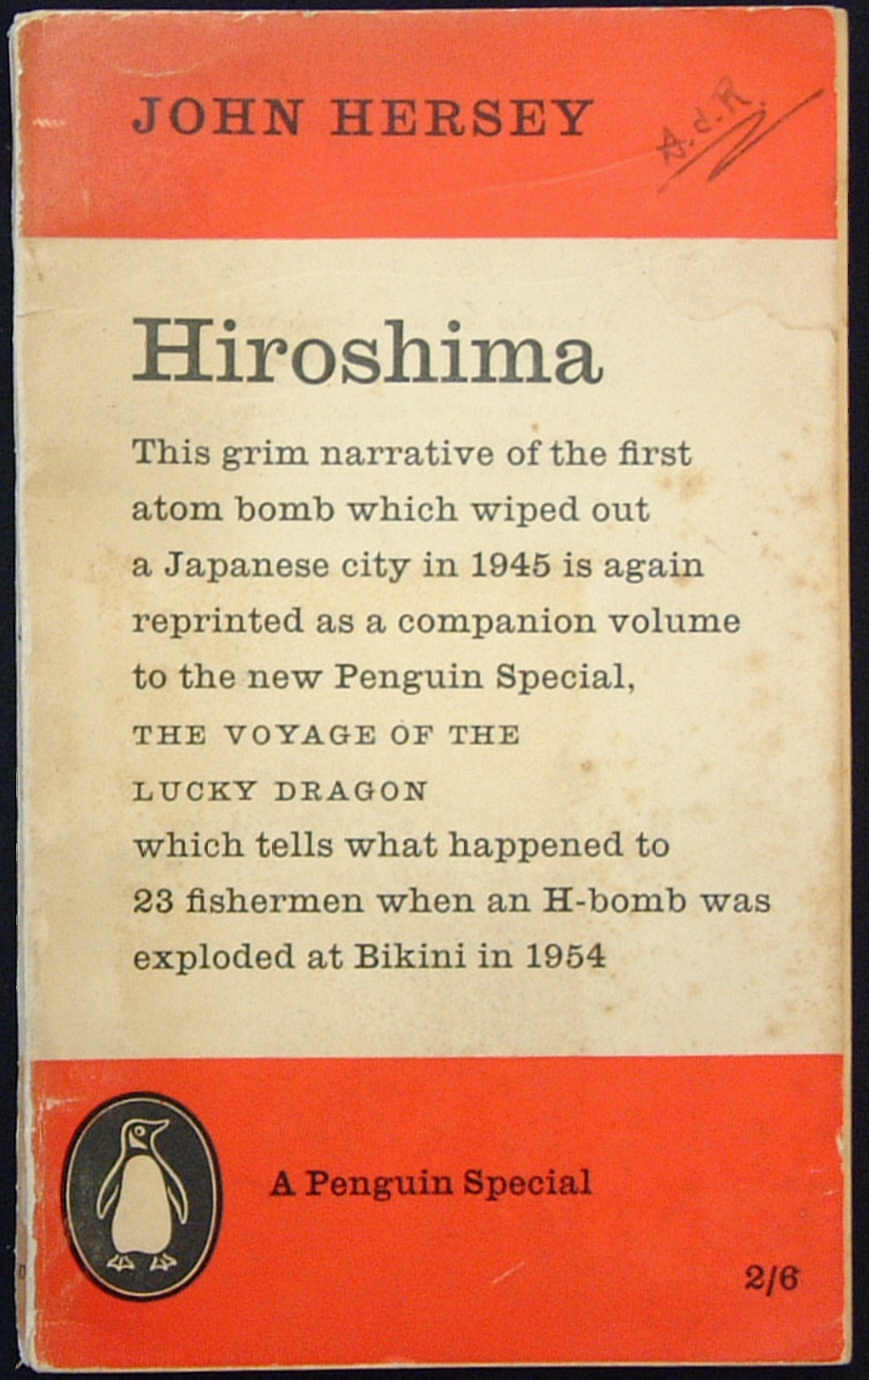 JOHN HERSEY
A.d.R.
Hiroshima
This grim narrative of the first
atom bomb which wiped out
a Japanese city in 1945 is again
reprinted as a companion volume
to the new Penguin Special,
THE VOYAGE OF THE
LUCKY DRAGON
which tells what happened to
23 fishermen when an H-bomb was
exploded at Bikini in 1954
A Penguin Special
2/6